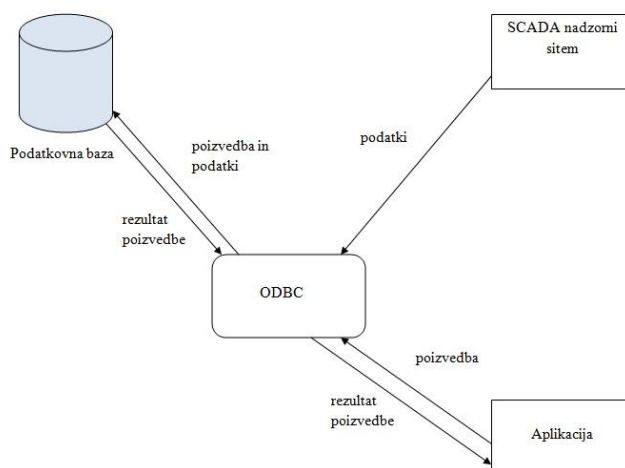 SCADA nadzorni
sitem
Podatkovna baza
poizvedba in
podatki
podatki
rezultat
poizvedbe
ODBC
poizvedba
rezultat
poizvedbe
Aplikacija